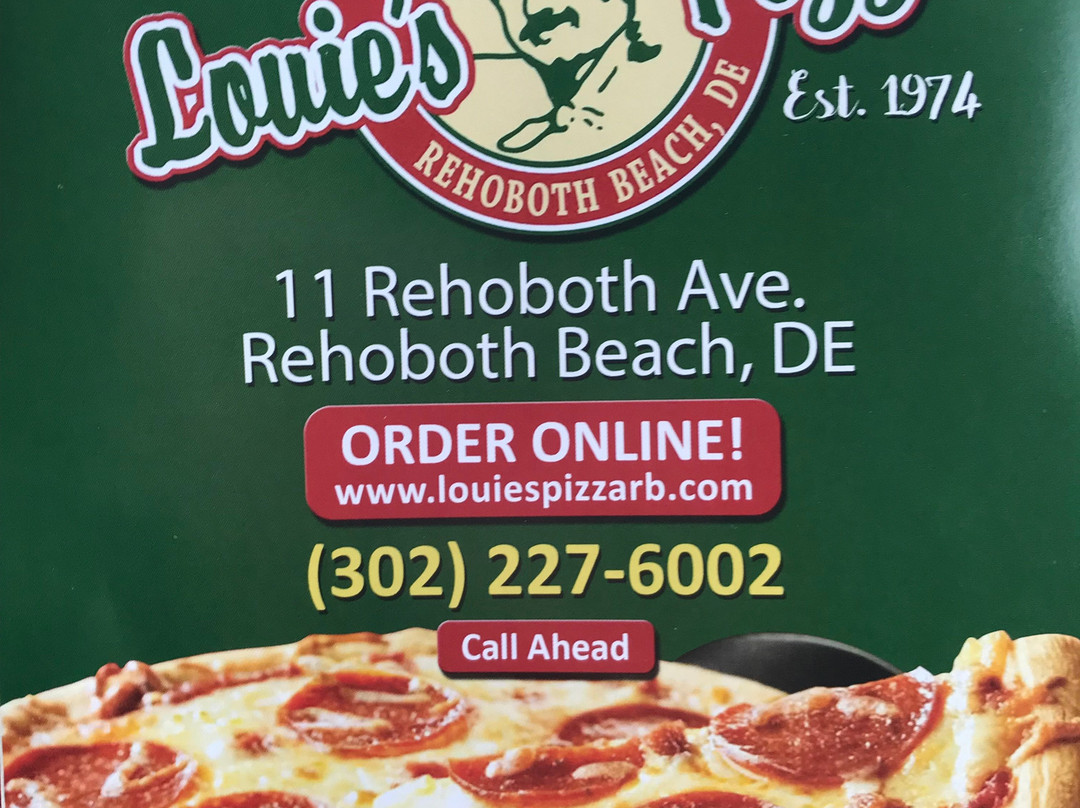 Louie's
Est. 1974
REHOBOTH BEACH, DE
11 Rehoboth Ave.
Rehoboth Beach, DE
ORDER ONLINE!
www.louiespizzarb.com
(302) 227-6002
Call Ahead